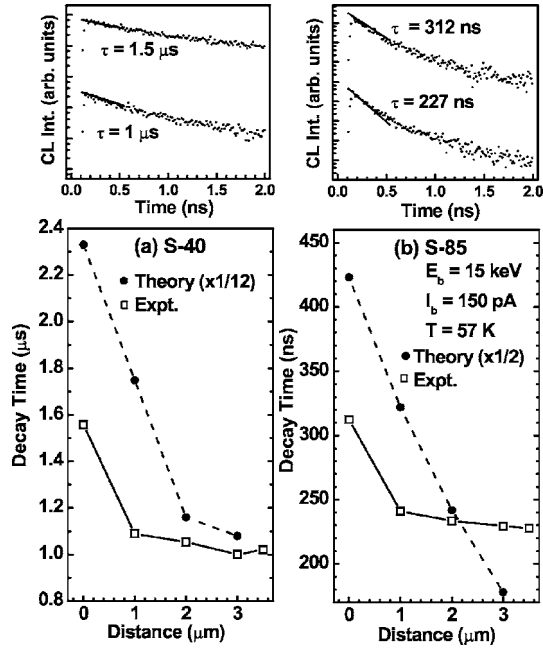 CL Int. (arb. units)
τ = 1.5 μs
τ = 1 μs
0.0 0.5 1.0 1.5 2.0
Time (ns)
CL Int. (arb. units)
τ = 312 ns
τ = 227 ns
0.0 0.5 1.0 1.5 2.0
Time (ns)
Decay Time (μs)
2.4
2.2
2.0
1.8
1.6
1.4
1.2
1.0
0.8
(a) S-40
Theory (x1/12)
Expt.
0 1 2 3
Distance (μm)
Decay Time (ns)
450
400
350
300
250
200
(b) S-85
E_b = 15 keV
I_b = 150 pA
T = 57 K
Theory (x1/2)
Expt.
0 1 2 3
Distance (μm)